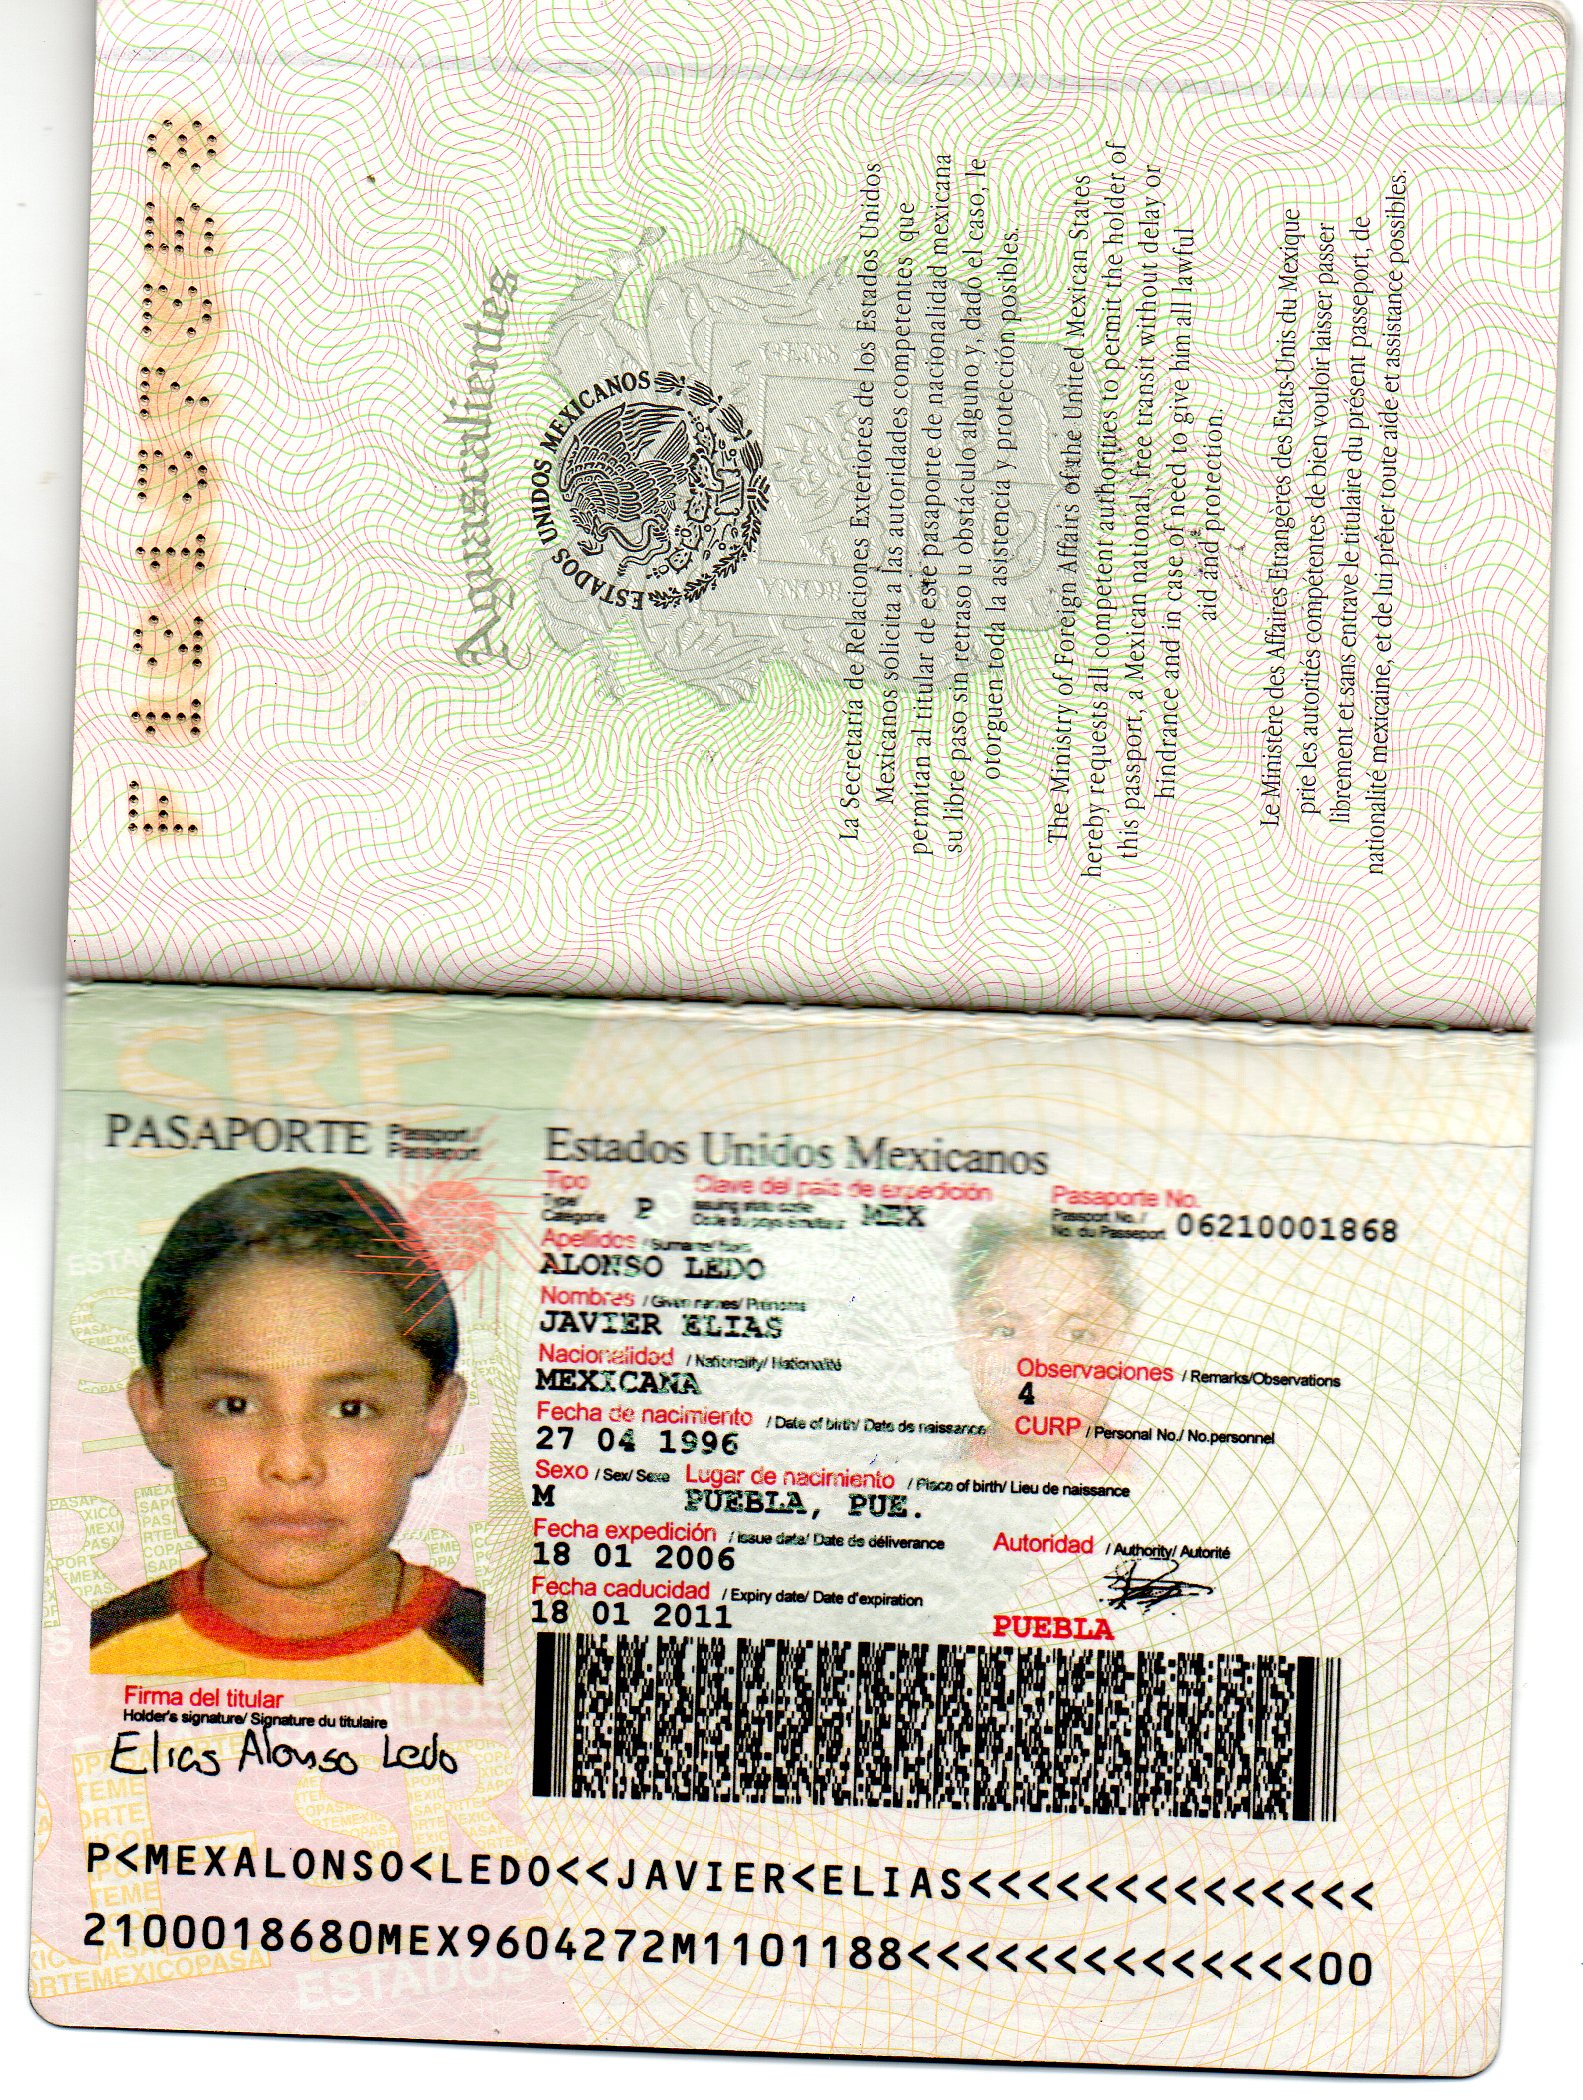 Aguascalientes
ESTADOS UNIDOS MEXICANOS
La Secretaría de Relaciones Exteriores de los Estados Unidos
Mexicanos solicita a las autoridades competentes que
permitan al titular de este pasaporte de nacionalidad mexicana
su libre paso sin retraso u obstáculo alguno y, dado el caso, le
otorguen toda la asistencia y protección posibles.
The Ministry of Foreign Affairs of the United Mexican States
hereby requests all competent authorities to permit the holder of
this passport, a Mexican national, free transit without delay or
hindrance and in case of need to give him all lawful
aid and protection.
Le Ministère des Affaires Etrangères des Etats-Unis du Mexique
prie les autorités compétentes de bien vouloir laisser passer
librement et sans entrave le titulaire du présent passeport, de
nationalité mexicaine, et de lui prêter toute aide et assistance possibles.
SRE
PASAPORTE Passport / Passeport
Estados Unidos Mexicanos
Tipo Clave del país de expedición Pasaporte No.
Type/ Categorie P MEX Passport No. / No. du Passeport 06210001868
Apellidos / Surname/ Nom
ALONSO LEDO
Nombres / Given names/ Prénoms
JAVIER ELIAS
Nacionalidad / Nationality/ Nationalité
MEXICANA
Observaciones / Remarks/Observations
4
Fecha de nacimiento / Date of birth/ Date de naissance
27 04 1996
CURP / Personal No./ No.personnel
Sexo / Sex/ Sexe Lugar de nacimiento / Place of birth/ Lieu de naissance
M PUEBLA, PUE.
Fecha expedición / Issue date/ Date de déliverance
18 01 2006
Autoridad / Authority/ Autorité
Fecha caducidad / Expiry date/ Date d'expiration
18 01 2011
PUEBLA
Firma del titular
Holder's signature/ Signature du titulaire
Elias Alonso Ledo
P<MEXALONSO<LEDO<<JAVIER<ELIAS<<<<<<<<<<<<<<
2100018680MEX9604272M1101188<<<<<<<<<<<<<<00